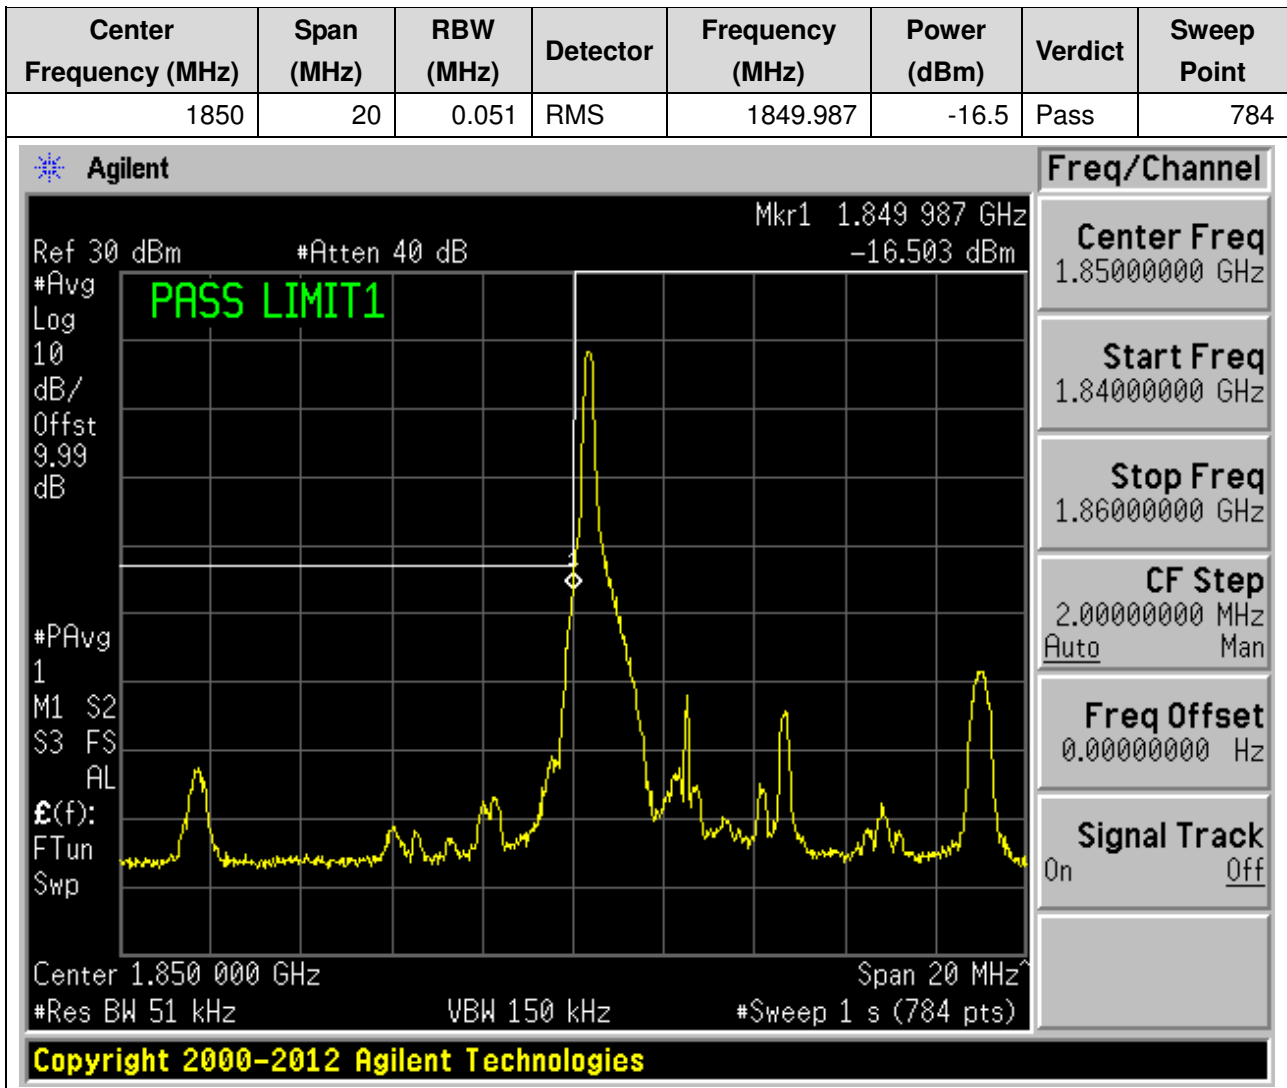 Center Frequency (MHz) Span (MHz) RBW (MHz) Detector Frequency (MHz) Power (dBm) Verdict Sweep Point
1850 20 0.051 RMS 1849.987 -16.5 Pass 784
Agilent
Freq/Channel
Mkr1 1.849 987 GHz
Ref 30 dBm #Atten 40 dB -16.503 dBm
#Avg
Log
10
dB/
Offst
9.99
dB
PASS LIMIT1
1
#PAvg
1
M1 S2
S3 FS
AL
£(f):
FTun
Swp
Center 1.850 000 GHz Span 20 MHz^
#Res BW 51 kHz VBW 150 kHz #Sweep 1 s (784 pts)
Center Freq
1.85000000 GHz
Start Freq
1.84000000 GHz
Stop Freq
1.86000000 GHz
CF Step
2.00000000 MHz
Auto Man
Freq Offset
0.00000000 Hz
Signal Track
On Off
Copyright 2000-2012 Agilent Technologies